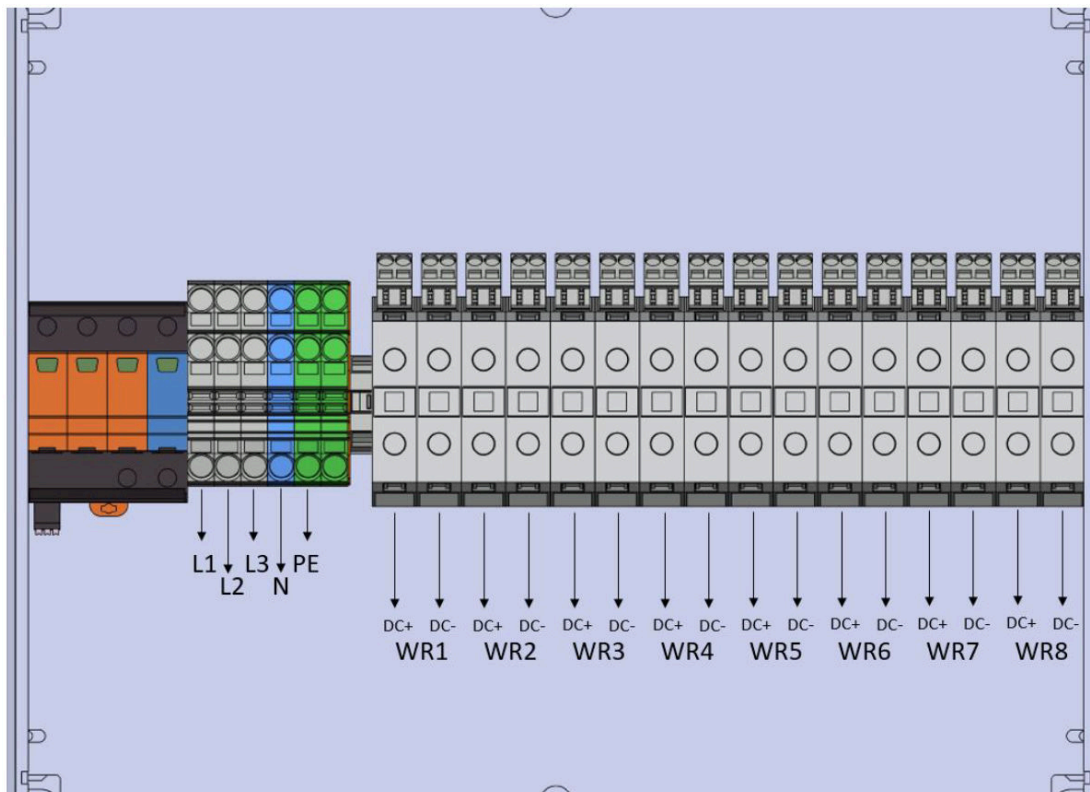 L1 L3 PE
L2 N
DC+ DC- DC+ DC- DC+ DC- DC+ DC- DC+ DC- DC+ DC- DC+ DC- DC+ DC-
WR1 WR2 WR3 WR4 WR5 WR6 WR7 WR8